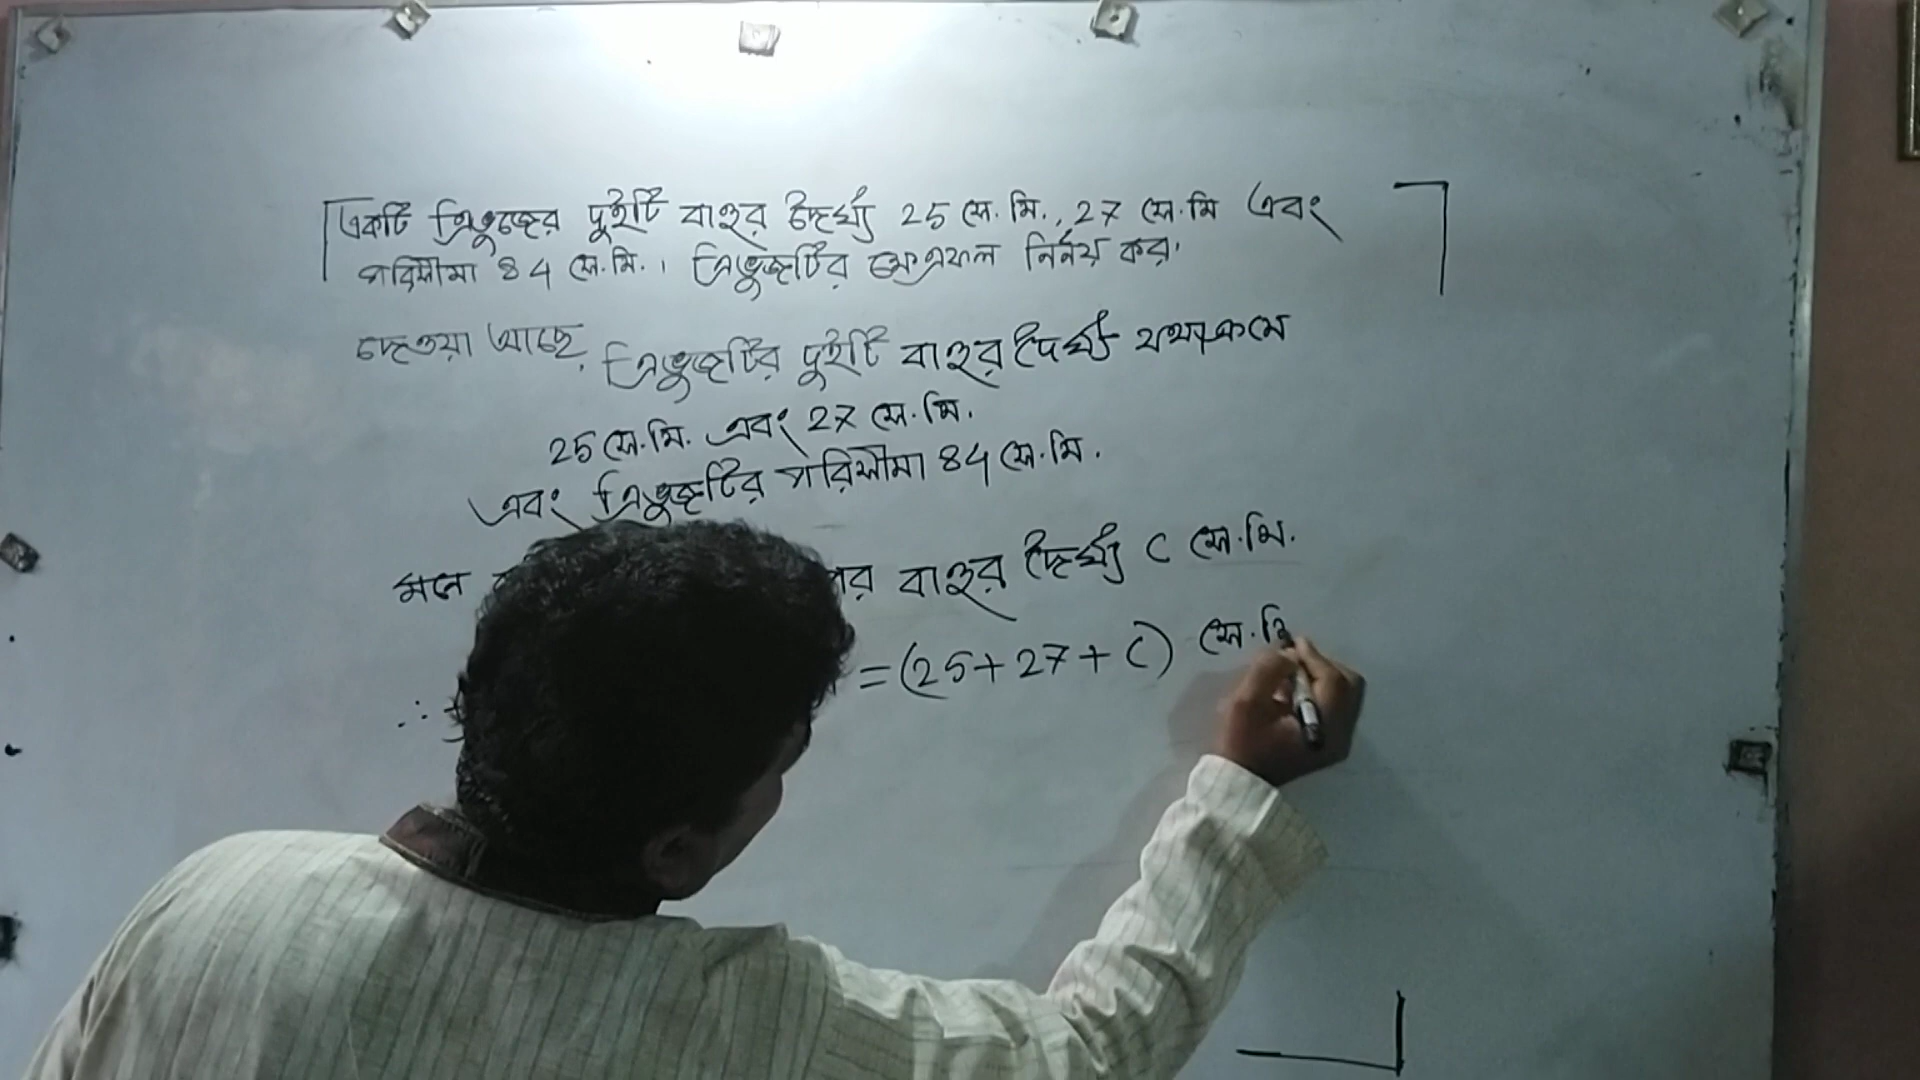 একটি ত্রিভুজের দুইটি বাহুর দৈর্ঘ্য 25 সে.মি., 27 সে.মি এবং
পরিসীমা 84 সে.মি.। ত্রিভুজটির ক্ষেত্রফল নির্নয় কর।
দেওয়া আছে, ত্রিভুজটির দুইটি বাহুর দৈর্ঘ্য যথাক্রমে
25 সে.মি. এবং 27 সে.মি.
এবং ত্রিভুজটির পরিসীমা 84 সে.মি.
মনে বাহুর দৈর্ঘ্য c সে.মি.
∴ =(25+27+c) সে.মি